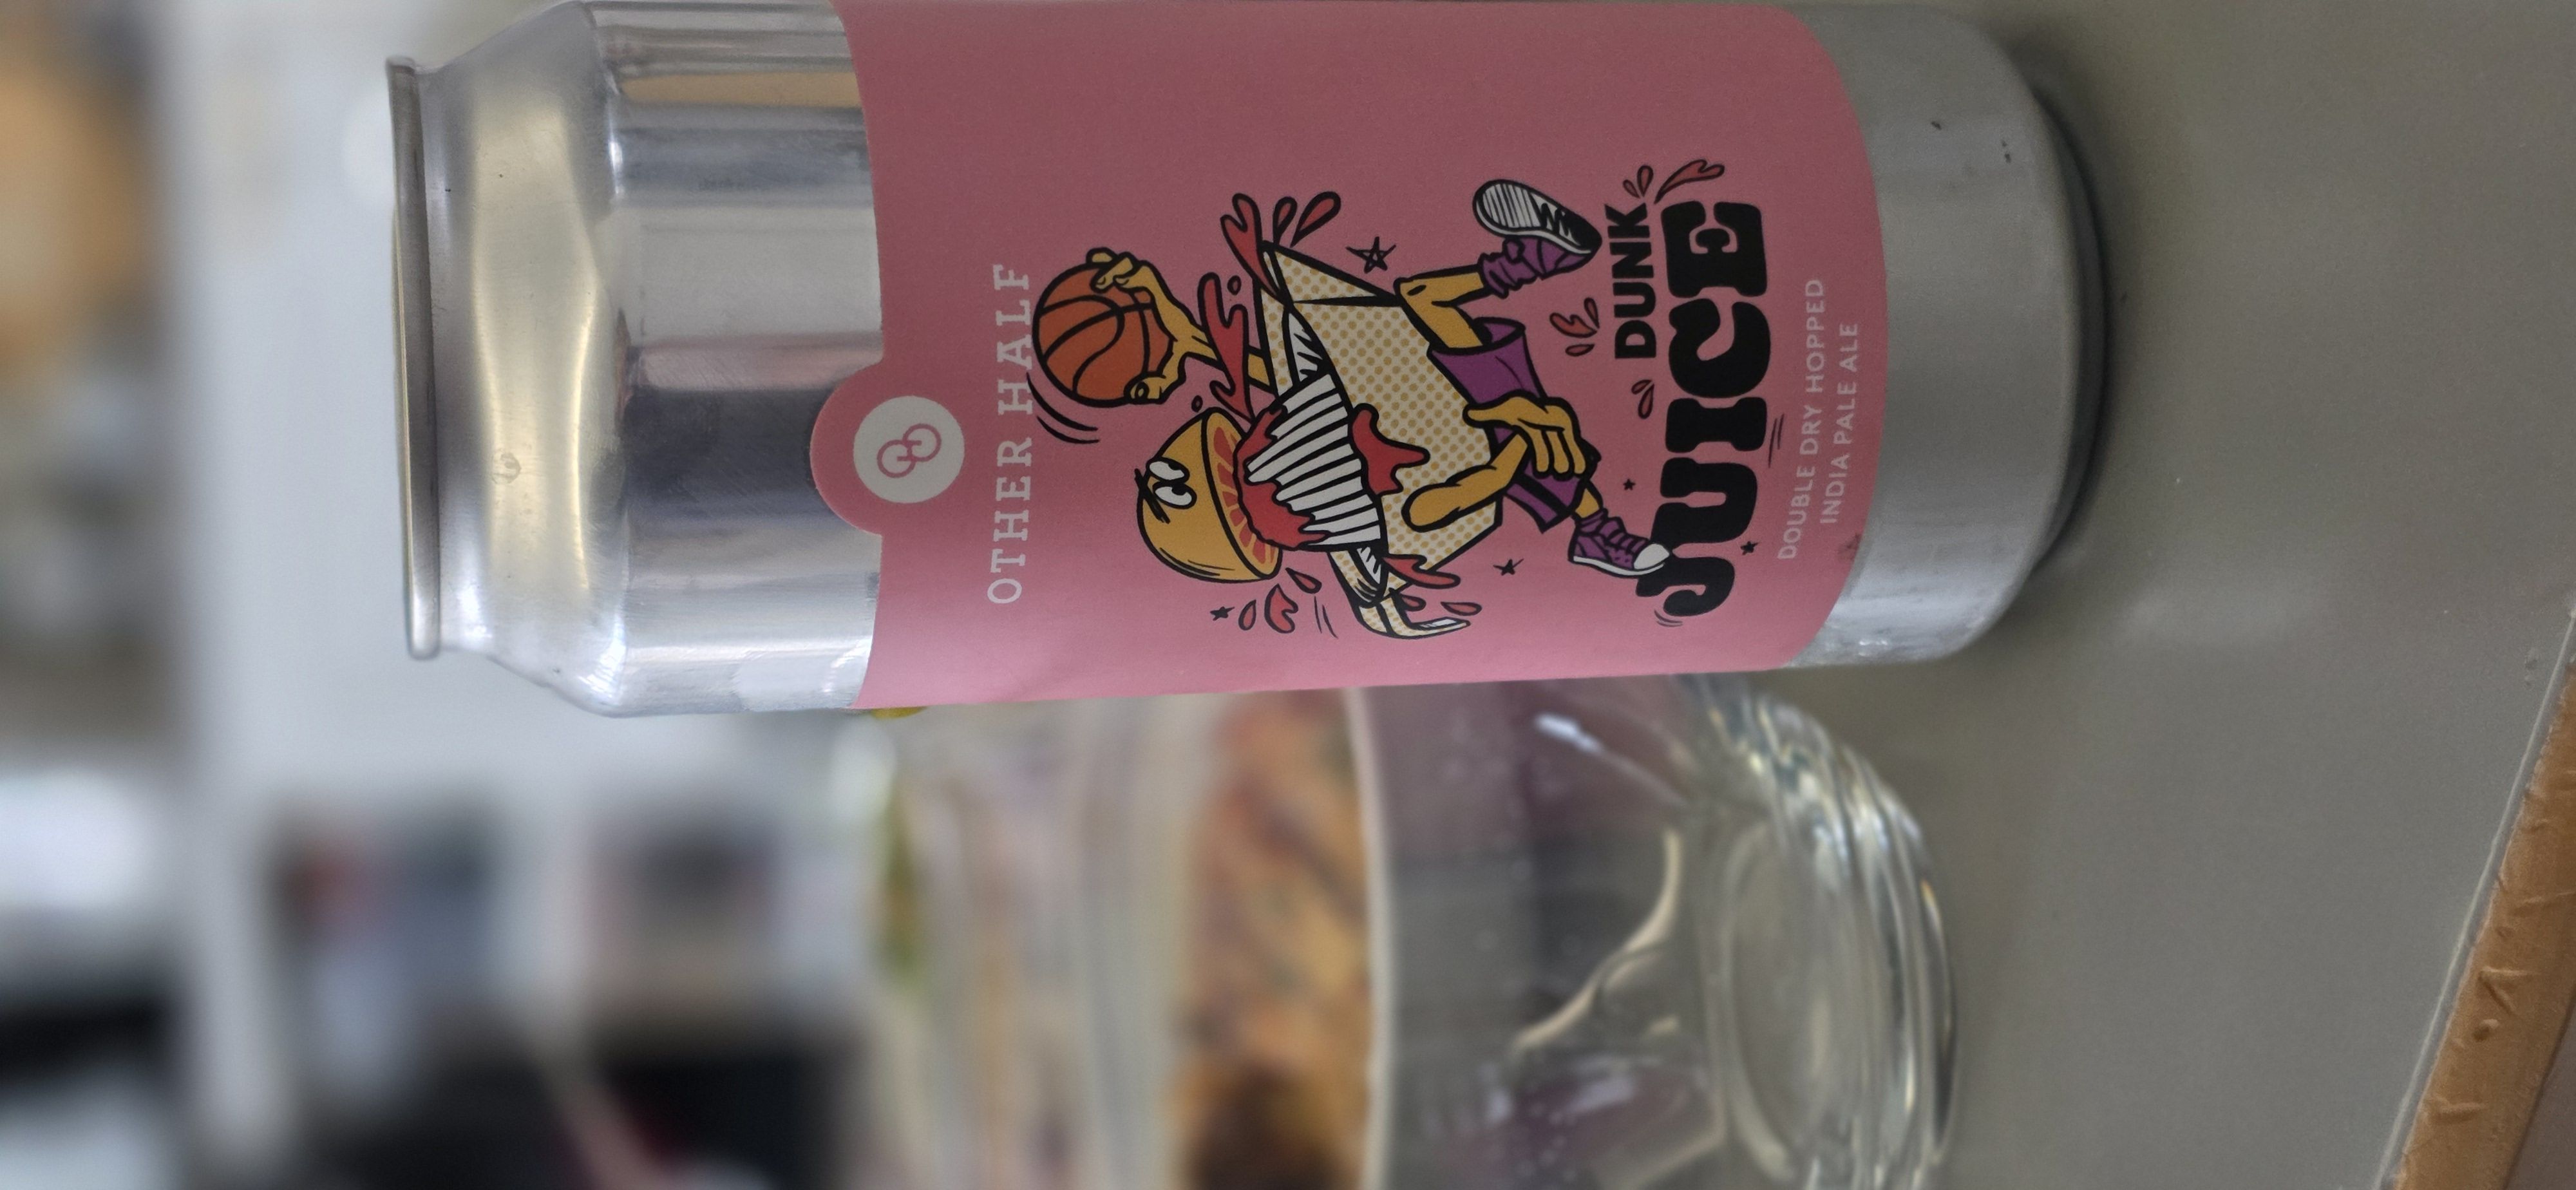 OTHER HALF
DUNK
JUICE
DOUBLE DRY HOPPED
INDIA PALE ALE